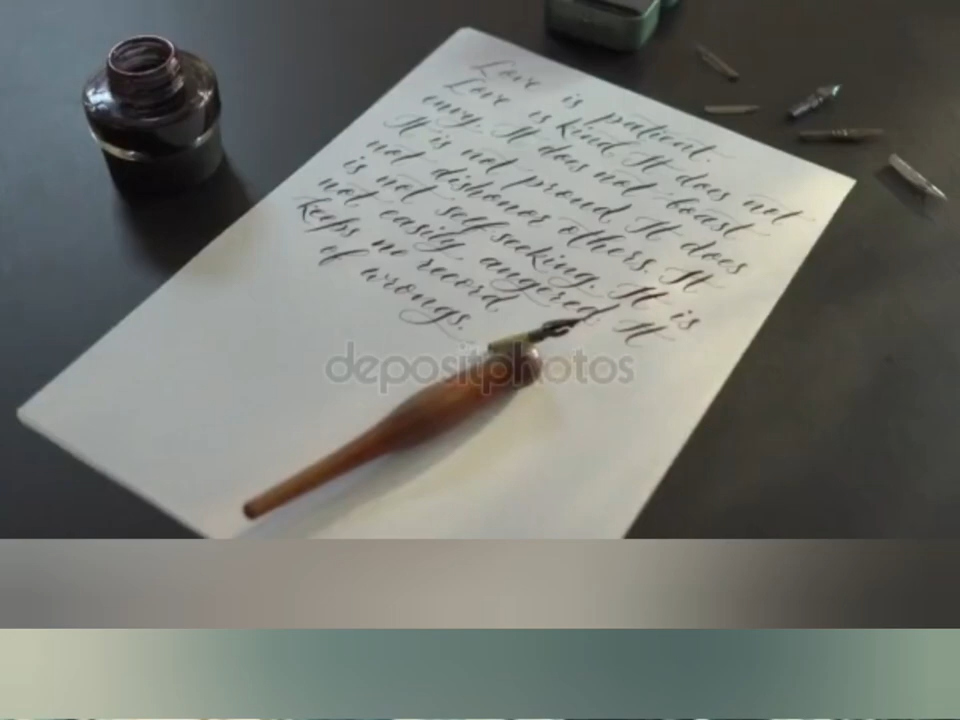 Love is patient.
Love is kind. It does not
envy. It does not boast
It is not proud. It does
not dishonor others. It
is not self-seeking. It is
not easily angered. It
keeps no record
of wrongs.
depositphotos